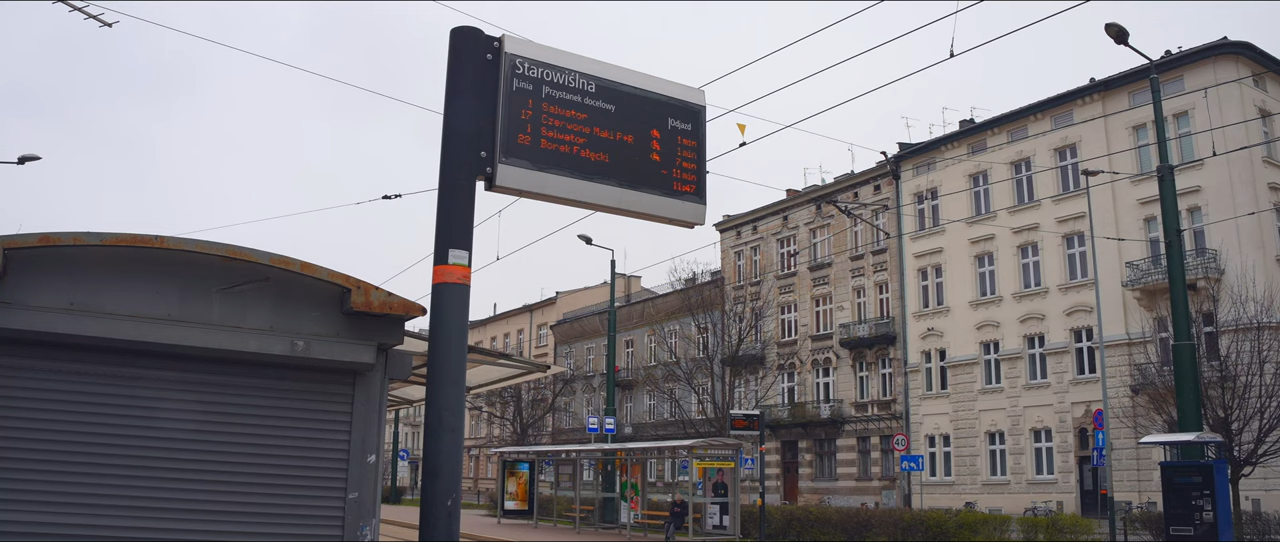 Starowiślna
Linia Przystanek docelowy Odjazd
1 Salwator 1 min
17 Czerwone Maki P+R 1 min
1 Salwator 7 min
22 Borek Fałęcki ~ 11 min
11:47
40